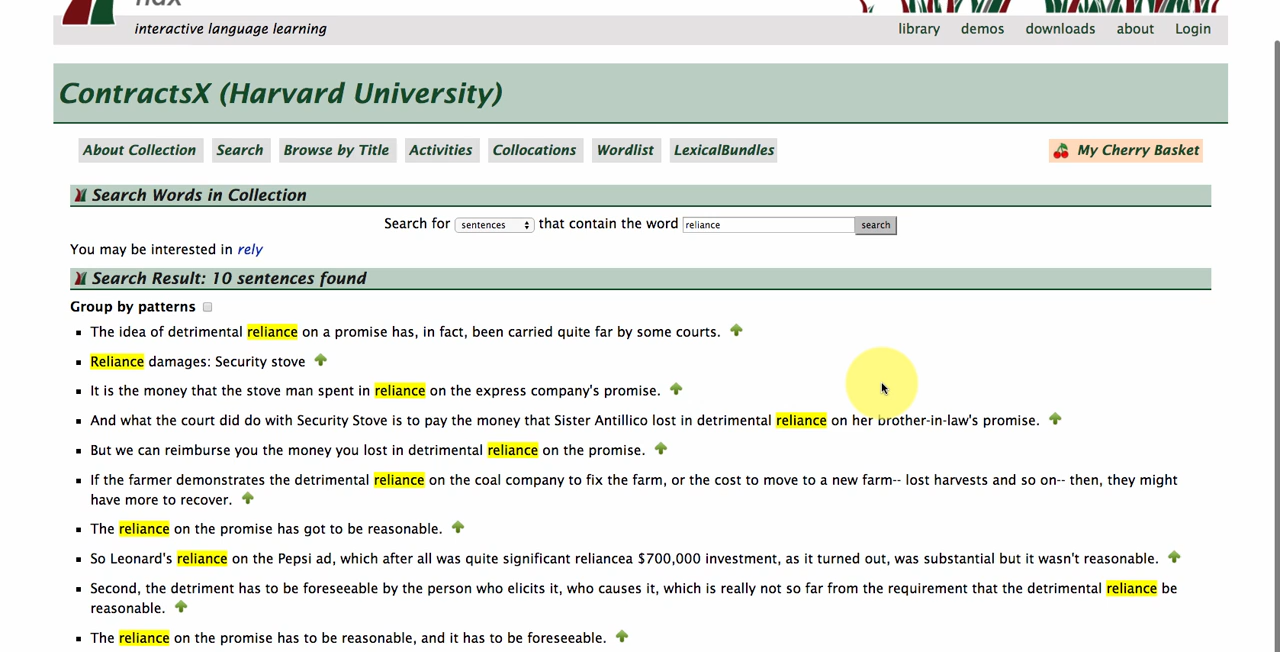 interactive language learning
library demos downloads about Login
ContractsX (Harvard University)
About Collection Search Browse by Title Activities Collocations Wordlist LexicalBundles My Cherry Basket
Search Words in Collection
Search for sentences that contain the word reliance search
You may be interested in rely
Search Result: 10 sentences found
Group by patterns
The idea of detrimental reliance on a promise has, in fact, been carried quite far by some courts.
Reliance damages: Security stove
It is the money that the stove man spent in reliance on the express company's promise.
And what the court did do with Security Stove is to pay the money that Sister Antillico lost in detrimental reliance on her brother-in-law's promise.
But we can reimburse you the money you lost in detrimental reliance on the promise.
If the farmer demonstrates the detrimental reliance on the coal company to fix the farm, or the cost to move to a new farm-- lost harvests and so on-- then, they might
have more to recover.
The reliance on the promise has got to be reasonable.
So Leonard's reliance on the Pepsi ad, which after all was quite significant reliancea $700,000 investment, as it turned out, was substantial but it wasn't reasonable.
Second, the detriment has to be foreseeable by the person who elicits it, who causes it, which is really not so far from the requirement that the detrimental reliance be
reasonable.
The reliance on the promise has to be reasonable, and it has to be foreseeable.